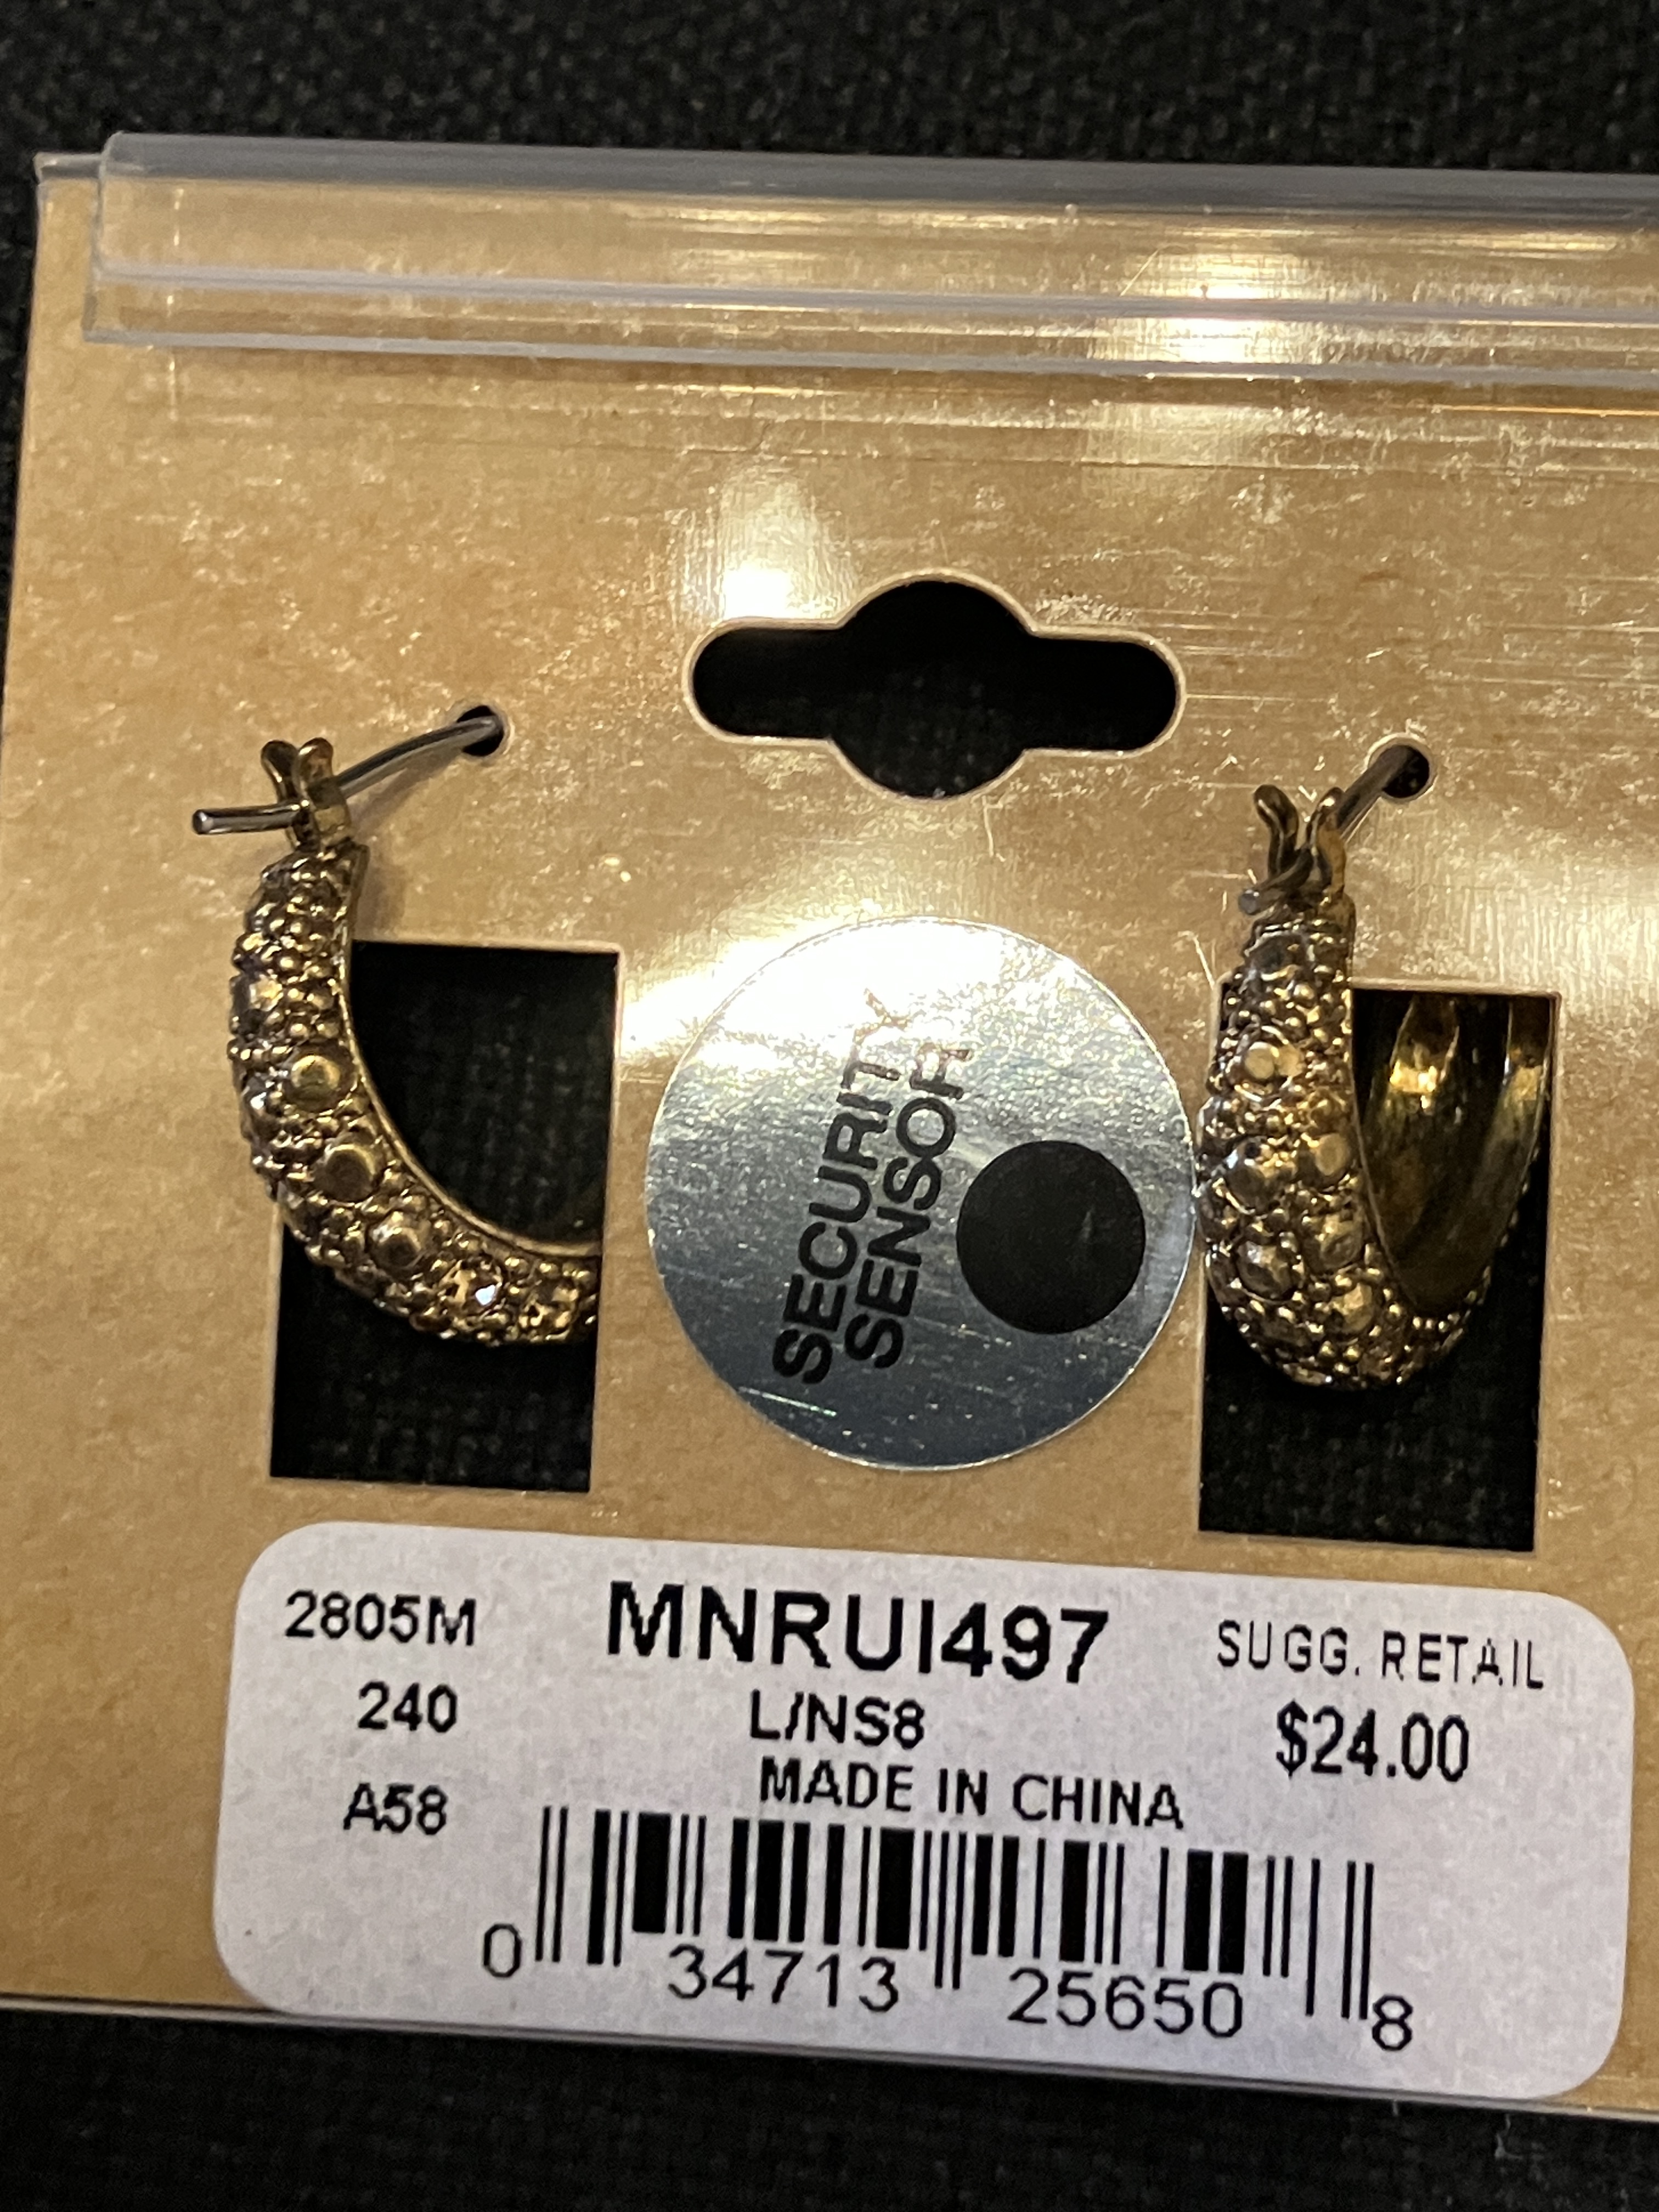 SECURITY
SENSOR
2805M
240
A58
MNRUI497
L/NS8
MADE IN CHINA
SUGG. RETAIL
$24.00
0 34713 25650 8